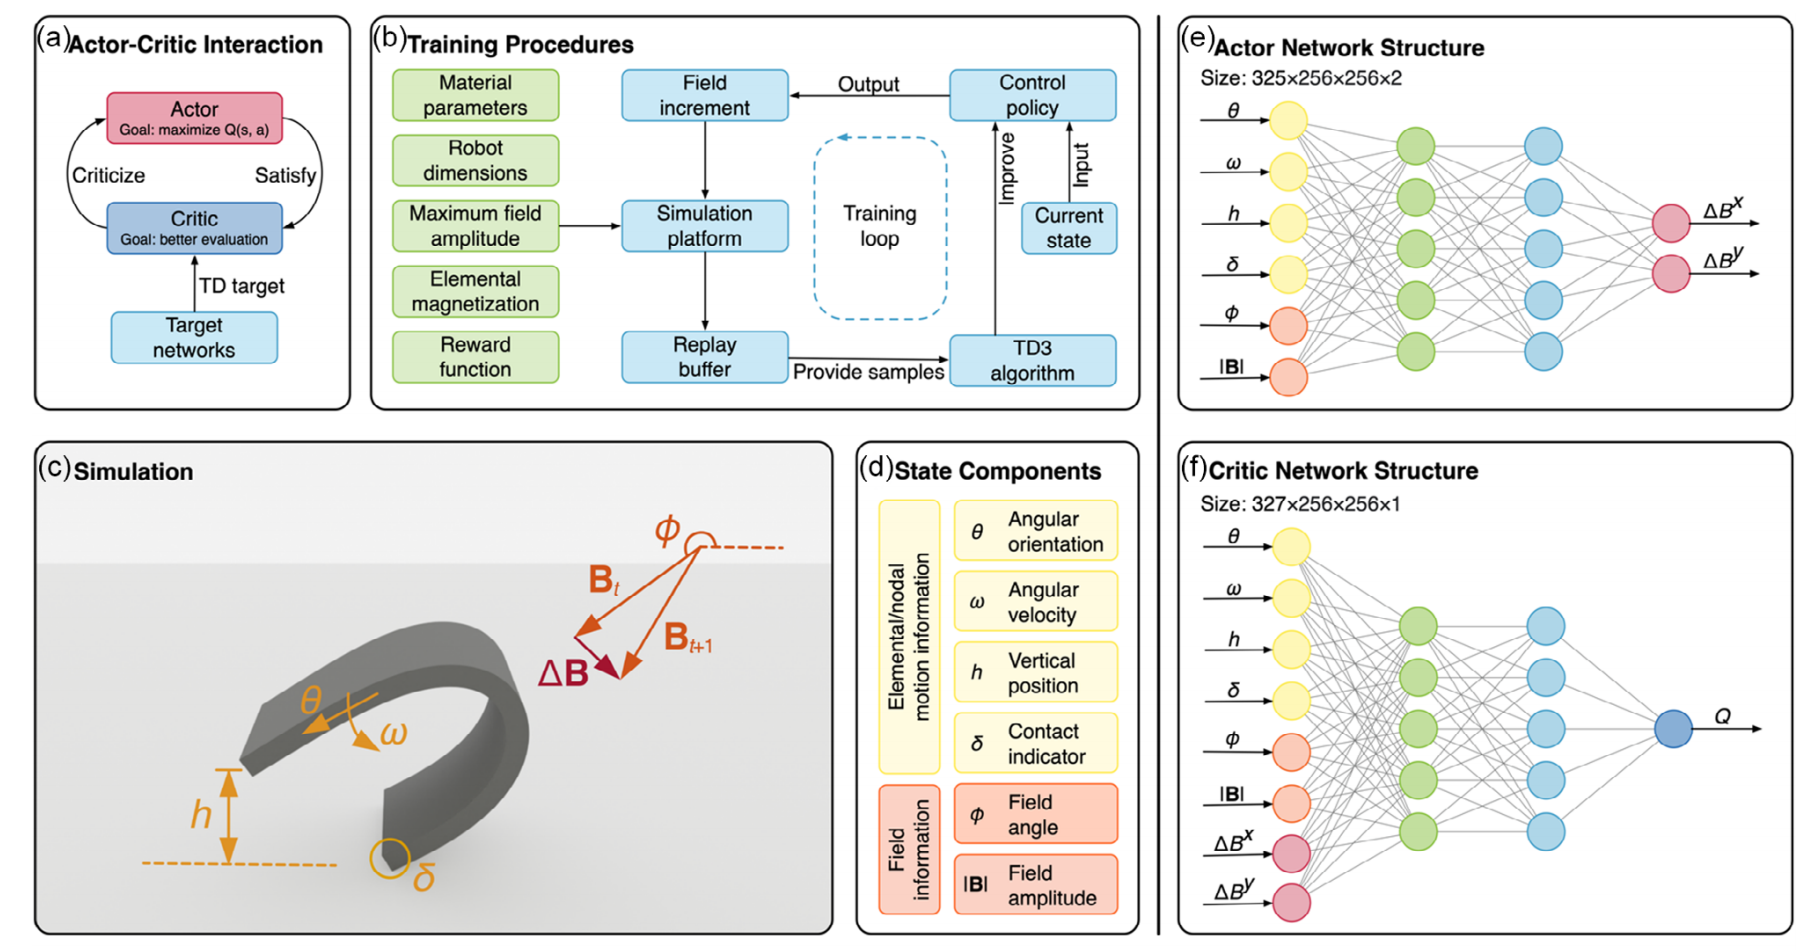 (a) Actor-Critic Interaction
Actor
Goal: maximize Q(s, a)
Criticize
Satisfy
Critic
Goal: better evaluation
TD target
Target
networks
(b) Training Procedures
Material
parameters
Robot
dimensions
Maximum field
amplitude
Elemental
magnetization
Reward
function
Field
increment
Simulation
platform
Replay
buffer
Output
Control
policy
Training
loop
Improve
Input
Current
state
Provide samples
TD3
algorithm
(c) Simulation
ϕ
B_t
B_{t+1}
ΔB
θ
ω
h
δ
(d) State Components
Elemental/nodal
motion information
θ Angular
orientation
ω Angular
velocity
h Vertical
position
δ Contact
indicator
Field
information
ϕ Field
angle
|B| Field
amplitude
(e) Actor Network Structure
Size: 325×256×256×2
θ
ω
h
δ
ϕ
|B|
ΔB^x
ΔB^y
(f) Critic Network Structure
Size: 327×256×256×1
θ
ω
h
δ
ϕ
|B|
ΔB^x
ΔB^y
Q